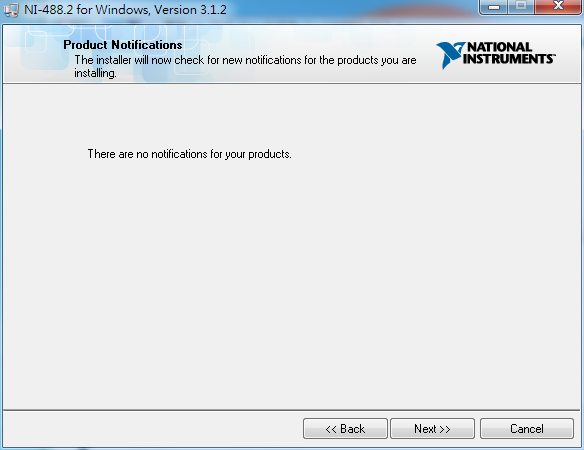 NI-488.2 for Windows, Version 3.1.2
Product Notifications
The installer will now check for new notifications for the products you are
installing.
NATIONAL
INSTRUMENTS™
There are no notifications for your products.
<< Back
Next >>
Cancel